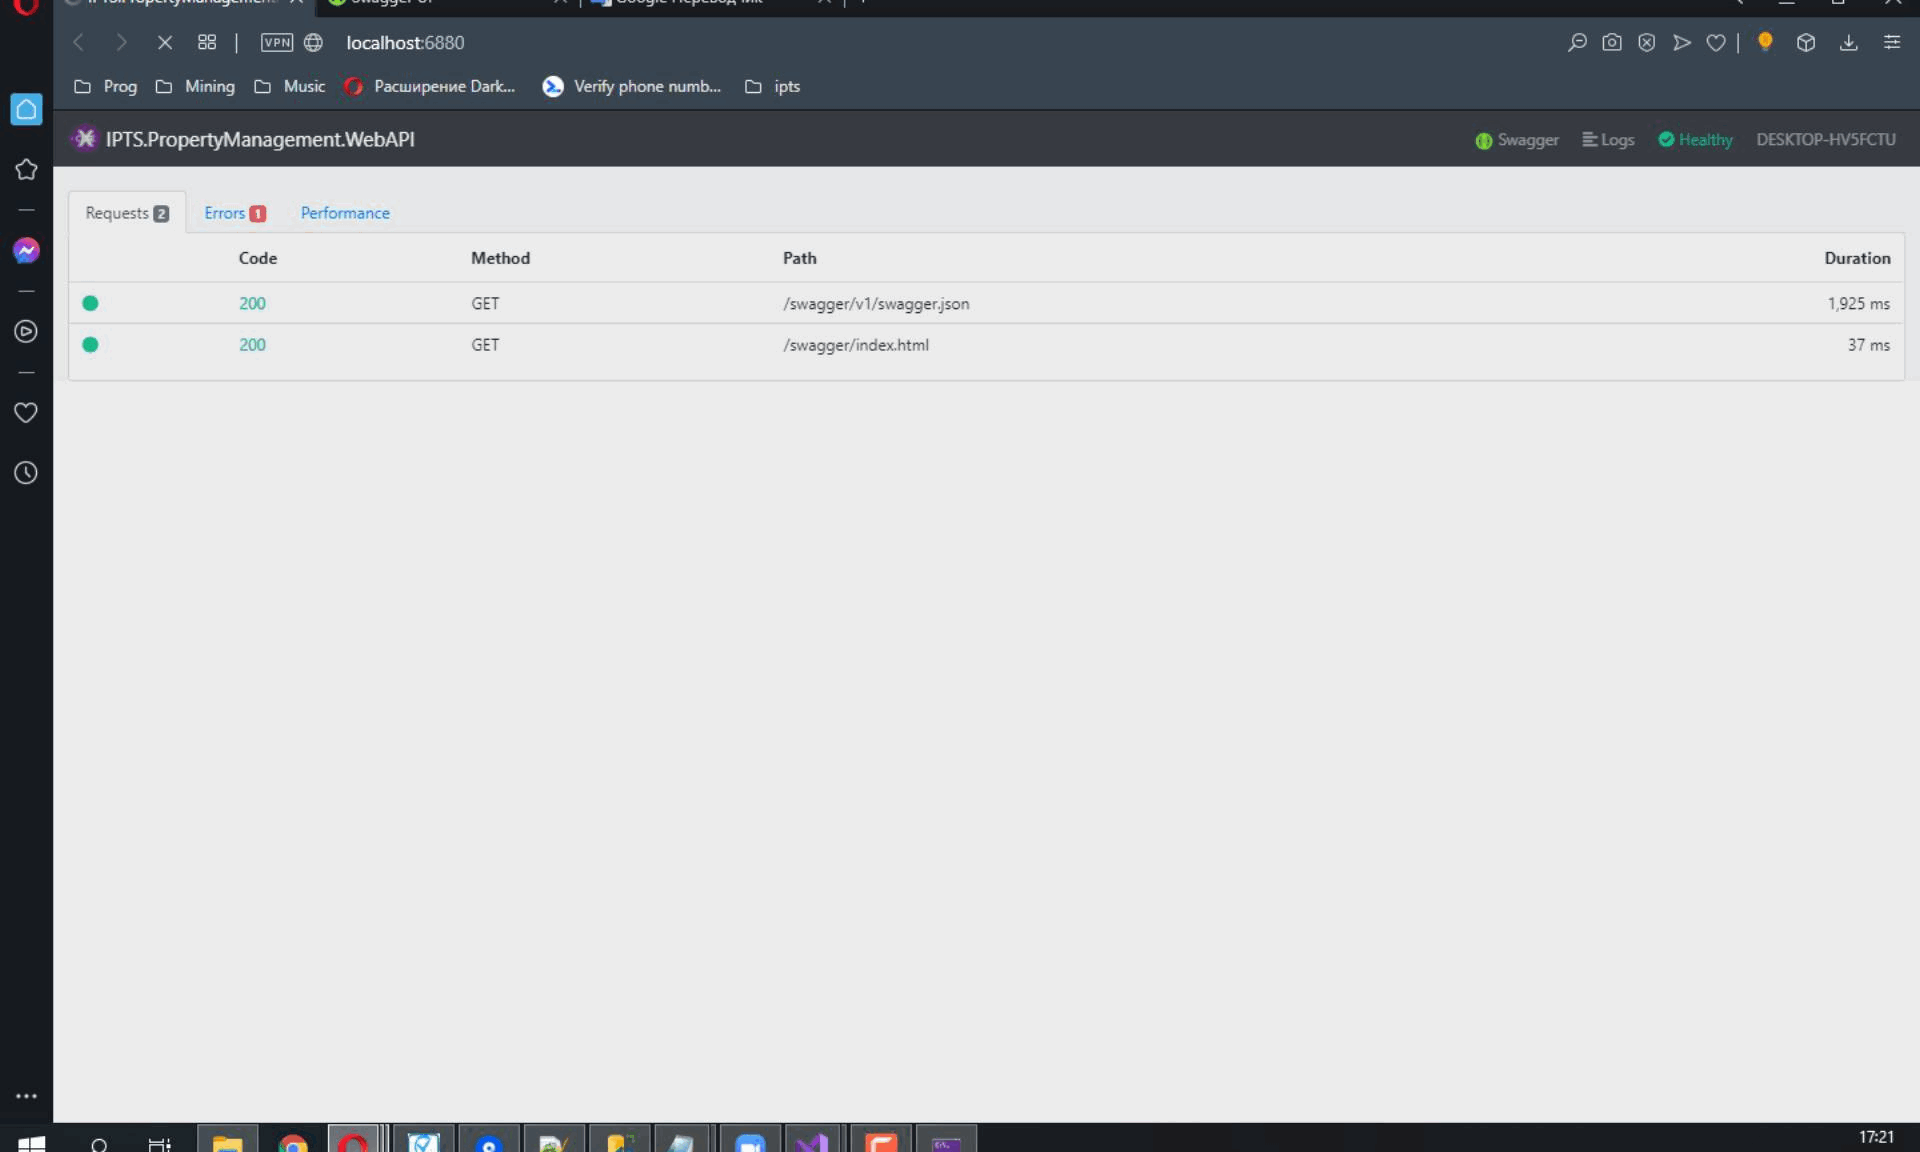 VPN localhost:6880
Prog Mining Music Расширение Dark... Verify phone numb... ipts
IPTS.PropertyManagement.WebAPI Swagger Logs Healthy DESKTOP-HV5FCTU
Requests 2 Errors 1 Performance
Code Method Path Duration
200 GET /swagger/v1/swagger.json 1,925 ms
200 GET /swagger/index.html 37 ms
17:21